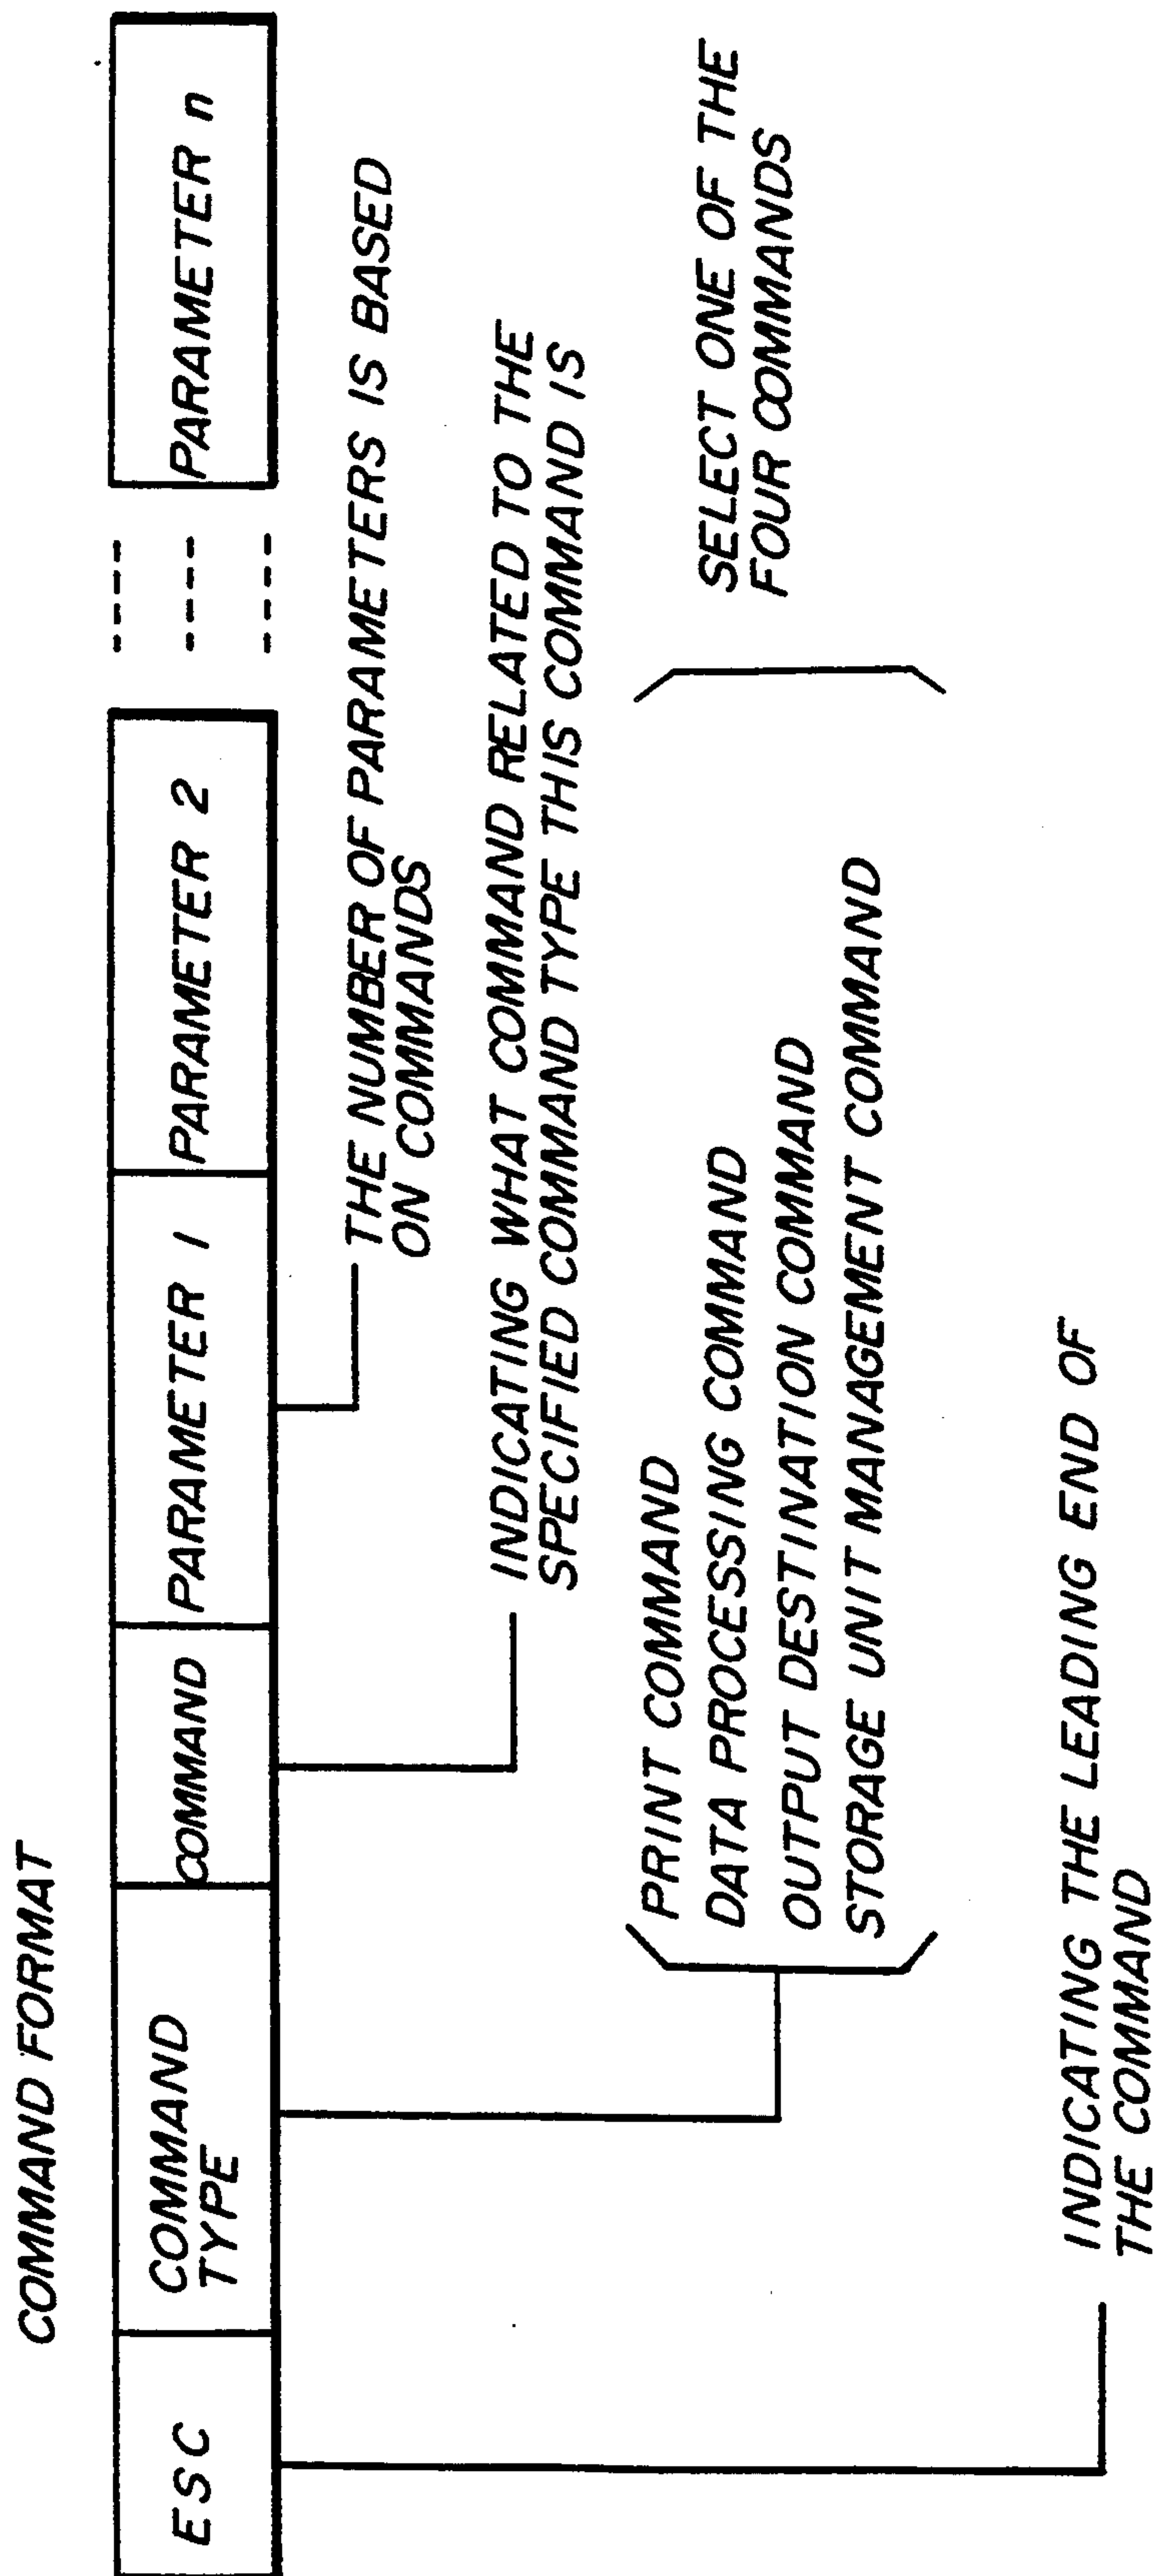 COMMAND FORMAT
ESC
COMMAND
TYPE
COMMAND
PARAMETER 1
PARAMETER 2
PARAMETER n
THE NUMBER OF PARAMETERS IS BASED
ON COMMANDS
INDICATING WHAT COMMAND RELATED TO THE
SPECIFIED COMMAND TYPE THIS COMMAND IS
PRINT COMMAND
DATA PROCESSING COMMAND
OUTPUT DESTINATION COMMAND
STORAGE UNIT MANAGEMENT COMMAND
SELECT ONE OF THE
FOUR COMMANDS
INDICATING THE LEADING END OF
THE COMMAND